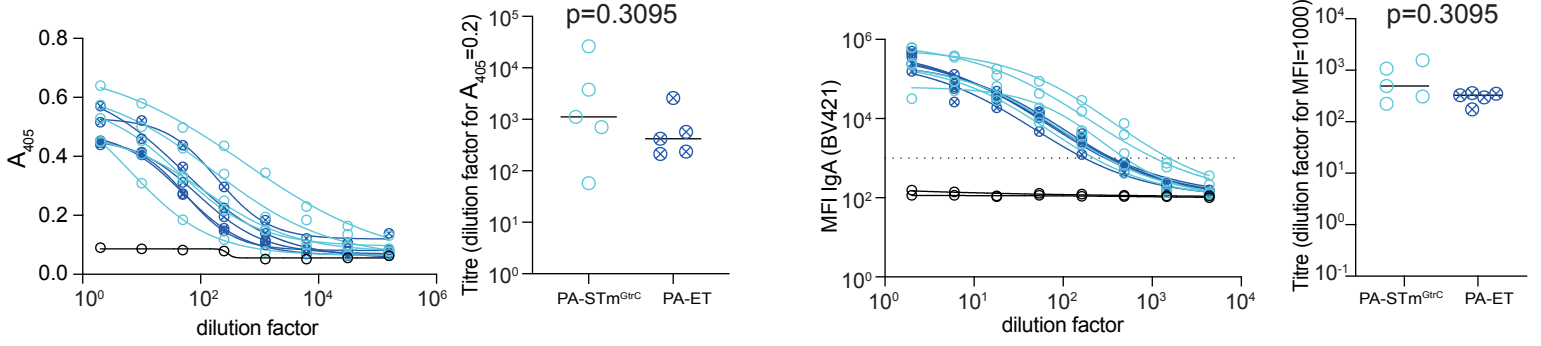 A405
0.8
0.6
0.4
0.2
0.0
10^0
10^2
10^4
10^6
dilution factor
p=0.3095
Titre (dilution factor for A405=0.2)
10^5
10^4
10^3
10^2
10^1
10^0
PA-STm^GtrC
PA-ET
MFI IgA (BV421)
10^6
10^4
10^2
10^0
10^0
10^1
10^2
10^3
10^4
dilution factor
p=0.3095
Titre (dilution factor for MFI=1000)
10^4
10^3
10^2
10^1
10^0
10^-1
PA-STm^GtrC
PA-ET